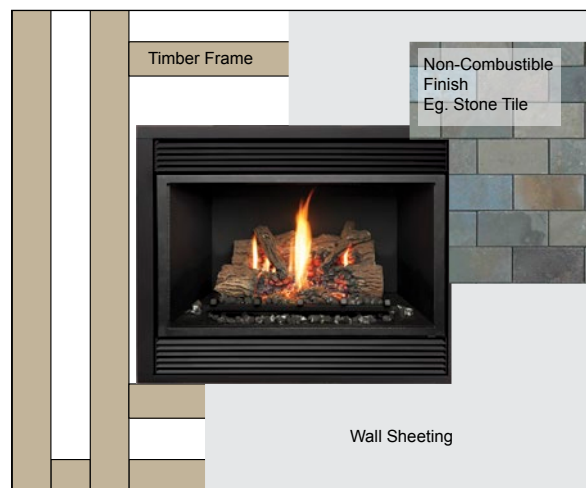 Timber Frame
Non-Combustible
Finish
Eg. Stone Tile
Wall Sheeting